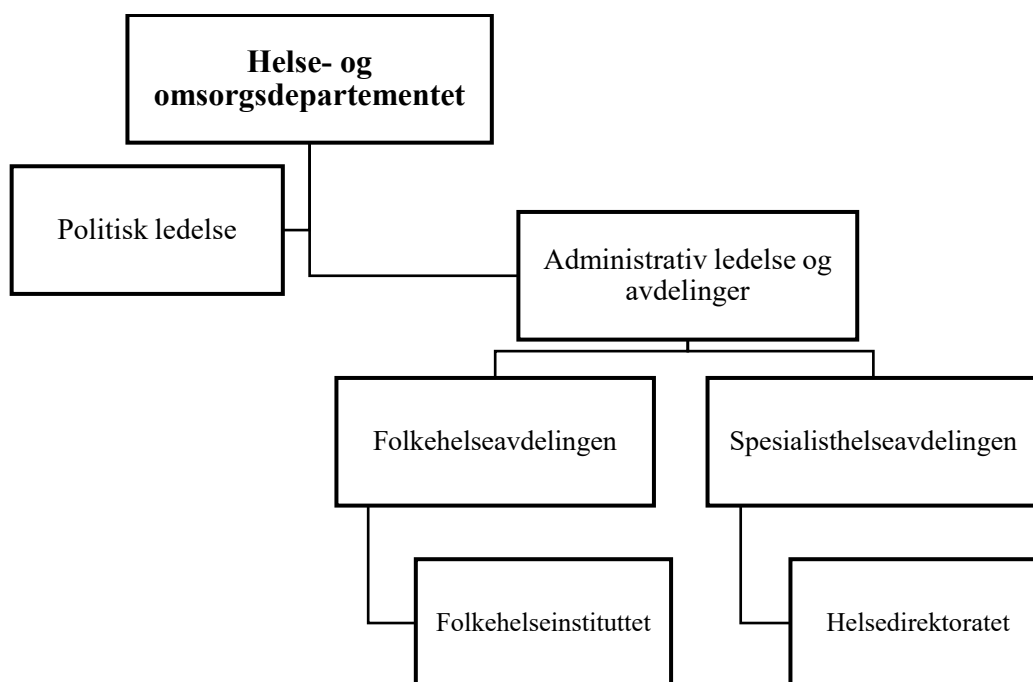 Helse- og
omsorgsdepartementet
Politisk ledelse
Administrativ ledelse og
avdelinger
Folkehelseavdelingen
Spesialisthelseavdelingen
Folkehelseinstituttet
Helsedirektoratet